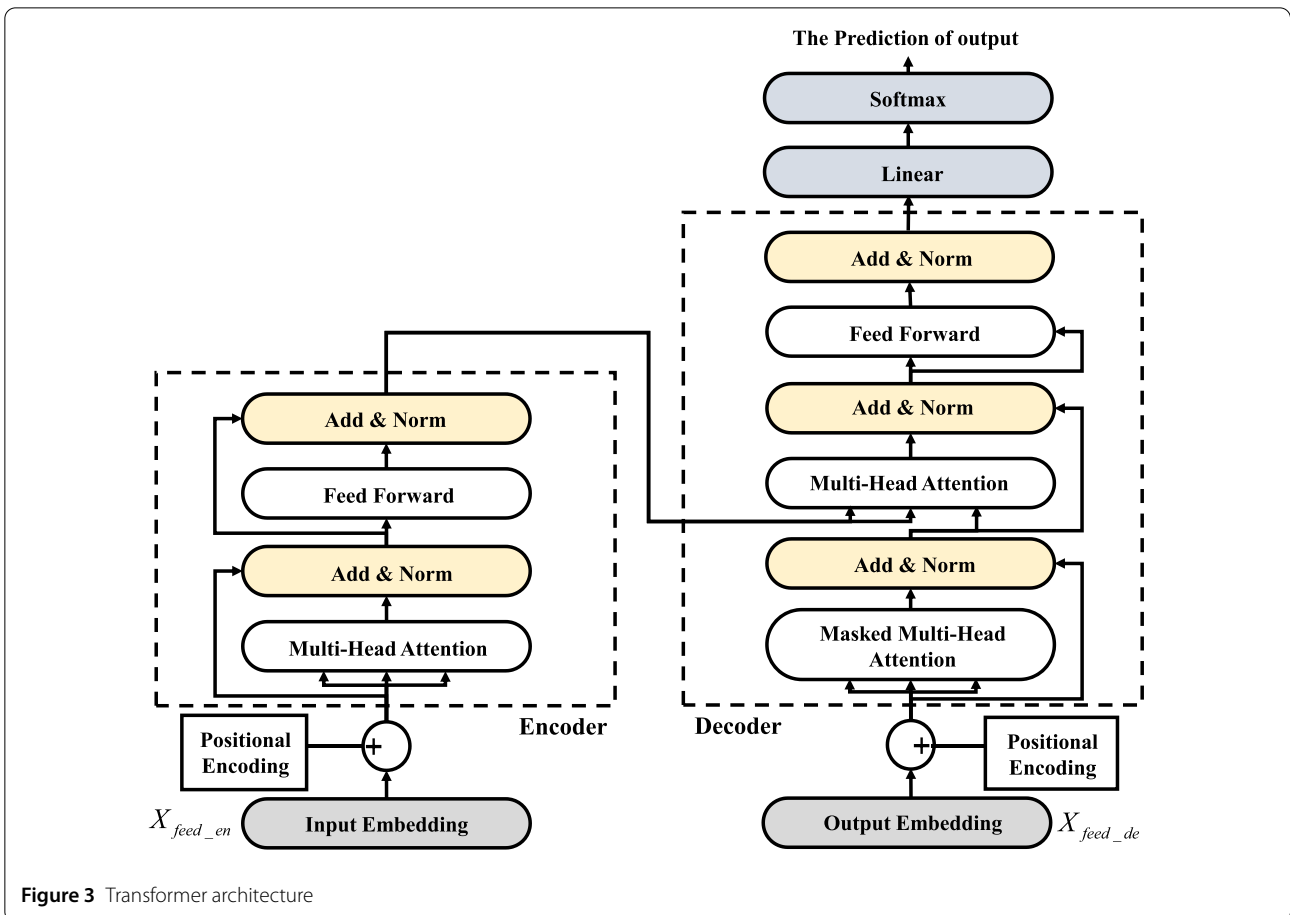 The Prediction of output
Softmax
Linear
Add & Norm
Feed Forward
Add & Norm
Multi-Head Attention
Add & Norm
Masked Multi-Head
Attention
Decoder
+
Positional
Encoding
Output Embedding
X feed_de
Add & Norm
Feed Forward
Add & Norm
Multi-Head Attention
Encoder
Positional
Encoding
+
X feed_en
Input Embedding
Figure 3 Transformer architecture